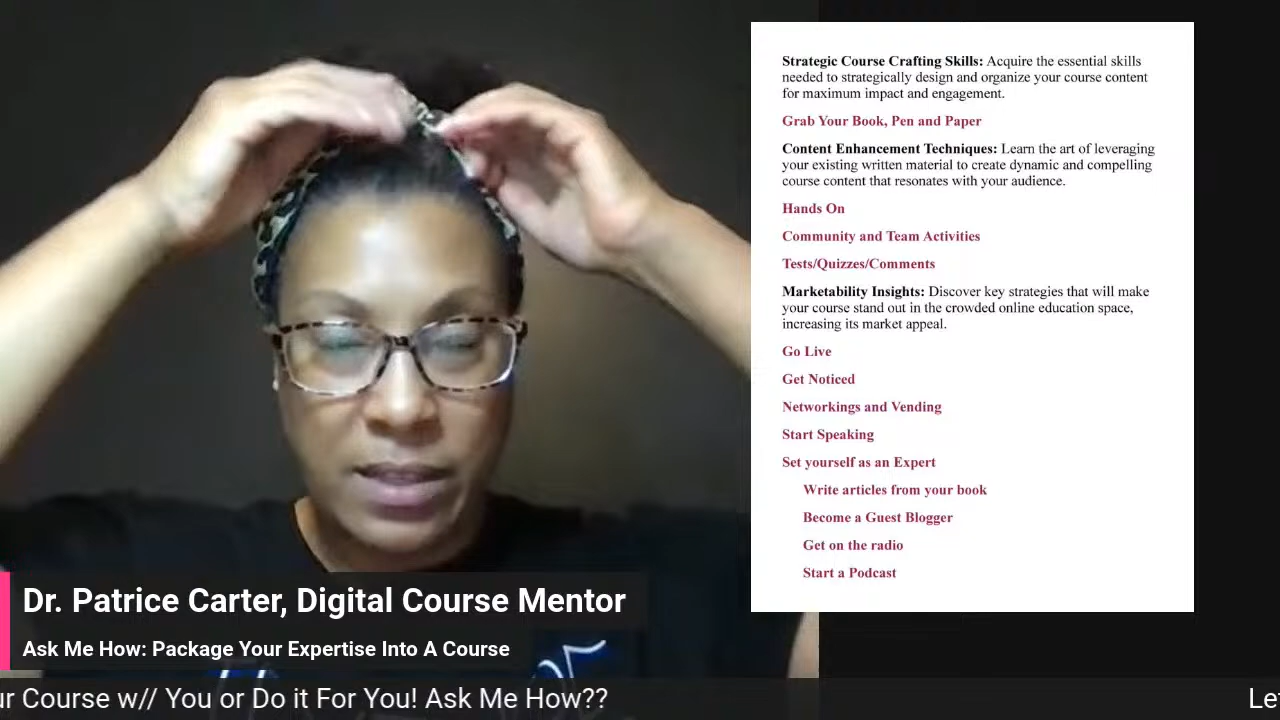 Strategic Course Crafting Skills: Acquire the essential skills
needed to strategically design and organize your course content
for maximum impact and engagement.
Grab Your Book, Pen and Paper
Content Enhancement Techniques: Learn the art of leveraging
your existing written material to create dynamic and compelling
course content that resonates with your audience.
Hands On
Community and Team Activities
Tests/Quizzes/Comments
Marketability Insights: Discover key strategies that will make
your course stand out in the crowded online education space,
increasing its market appeal.
Go Live
Get Noticed
Networkings and Vending
Start Speaking
Set yourself as an Expert
Write articles from your book
Become a Guest Blogger
Get on the radio
Start a Podcast
Dr. Patrice Carter, Digital Course Mentor
Ask Me How: Package Your Expertise Into A Course
ur Course w// You or Do it For You! Ask Me How?? Let